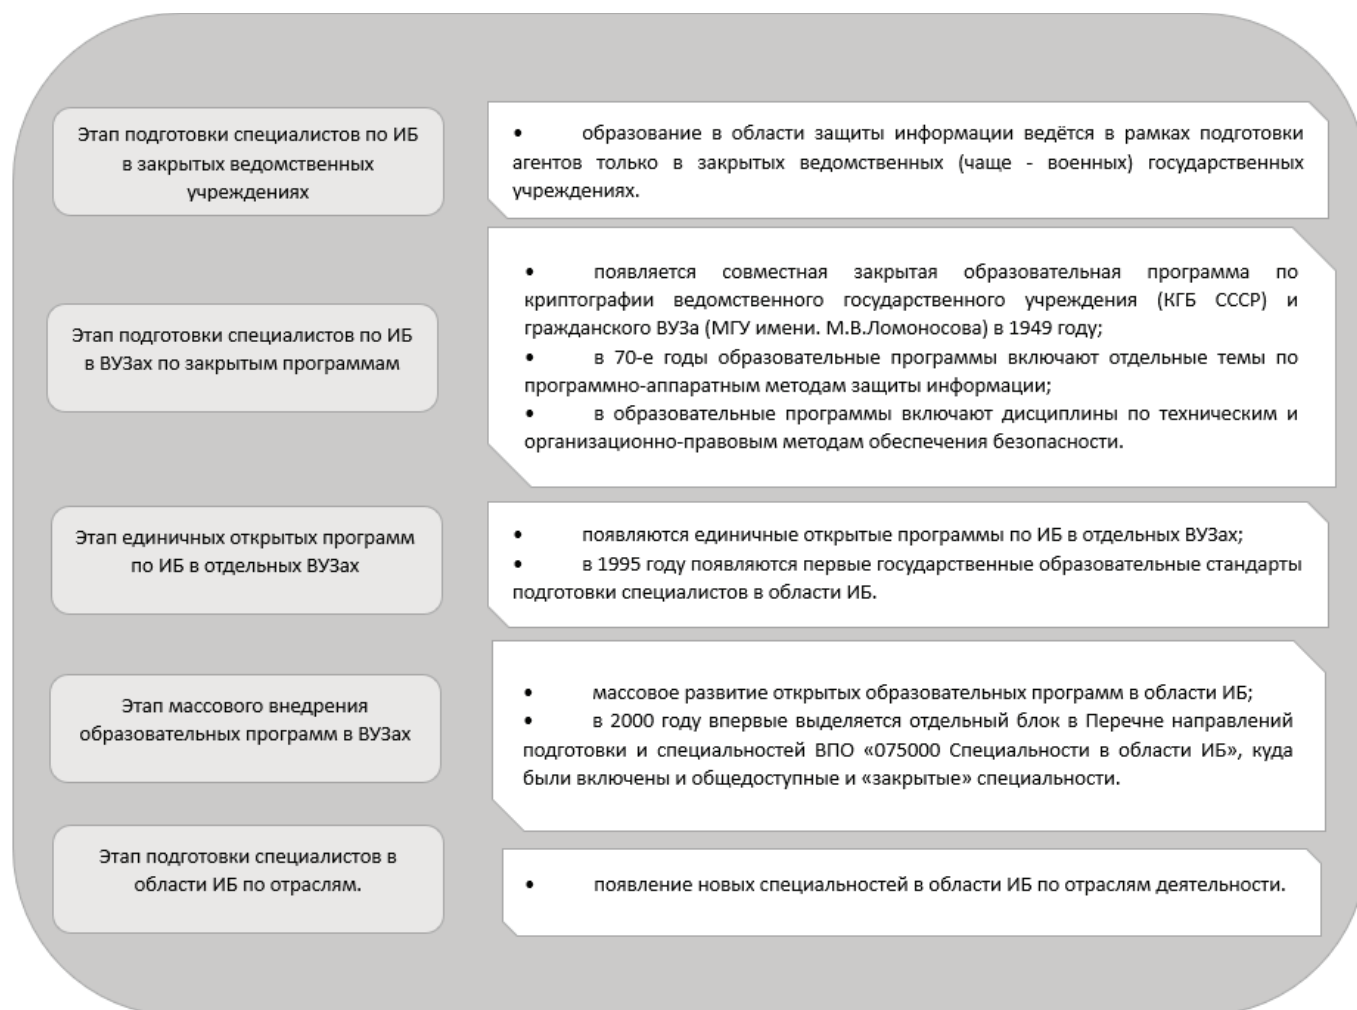 Этап подготовки специалистов по ИБ
в закрытых ведомственных
учреждениях
• образование в области защиты информации ведётся в рамках подготовки
агентов только в закрытых ведомственных (чаще - военных) государственных
учреждениях.
Этап подготовки специалистов по ИБ
в ВУЗах по закрытым программам
• появляется совместная закрытая образовательная программа по
криптографии ведомственного государственного учреждения (КГБ СССР) и
гражданского ВУЗа (МГУ имени. М.В.Ломоносова) в 1949 году;
• в 70-е годы образовательные программы включают отдельные темы по
программно-аппаратным методам защиты информации;
• в образовательные программы включают дисциплины по техническим и
организационно-правовым методам обеспечения безопасности.
Этап единичных открытых программ
по ИБ в отдельных ВУЗах
• появляются единичные открытые программы по ИБ в отдельных ВУЗах;
• в 1995 году появляются первые государственные образовательные стандарты
подготовки специалистов в области ИБ.
Этап массового внедрения
образовательных программ в ВУЗах
• массовое развитие открытых образовательных программ в области ИБ;
• в 2000 году впервые выделяется отдельный блок в Перечне направлений
подготовки и специальностей ВПО «075000 Специальности в области ИБ», куда
были включены и общедоступные и «закрытые» специальности.
Этап подготовки специалистов в
области ИБ по отраслям.
• появление новых специальностей в области ИБ по отраслям деятельности.